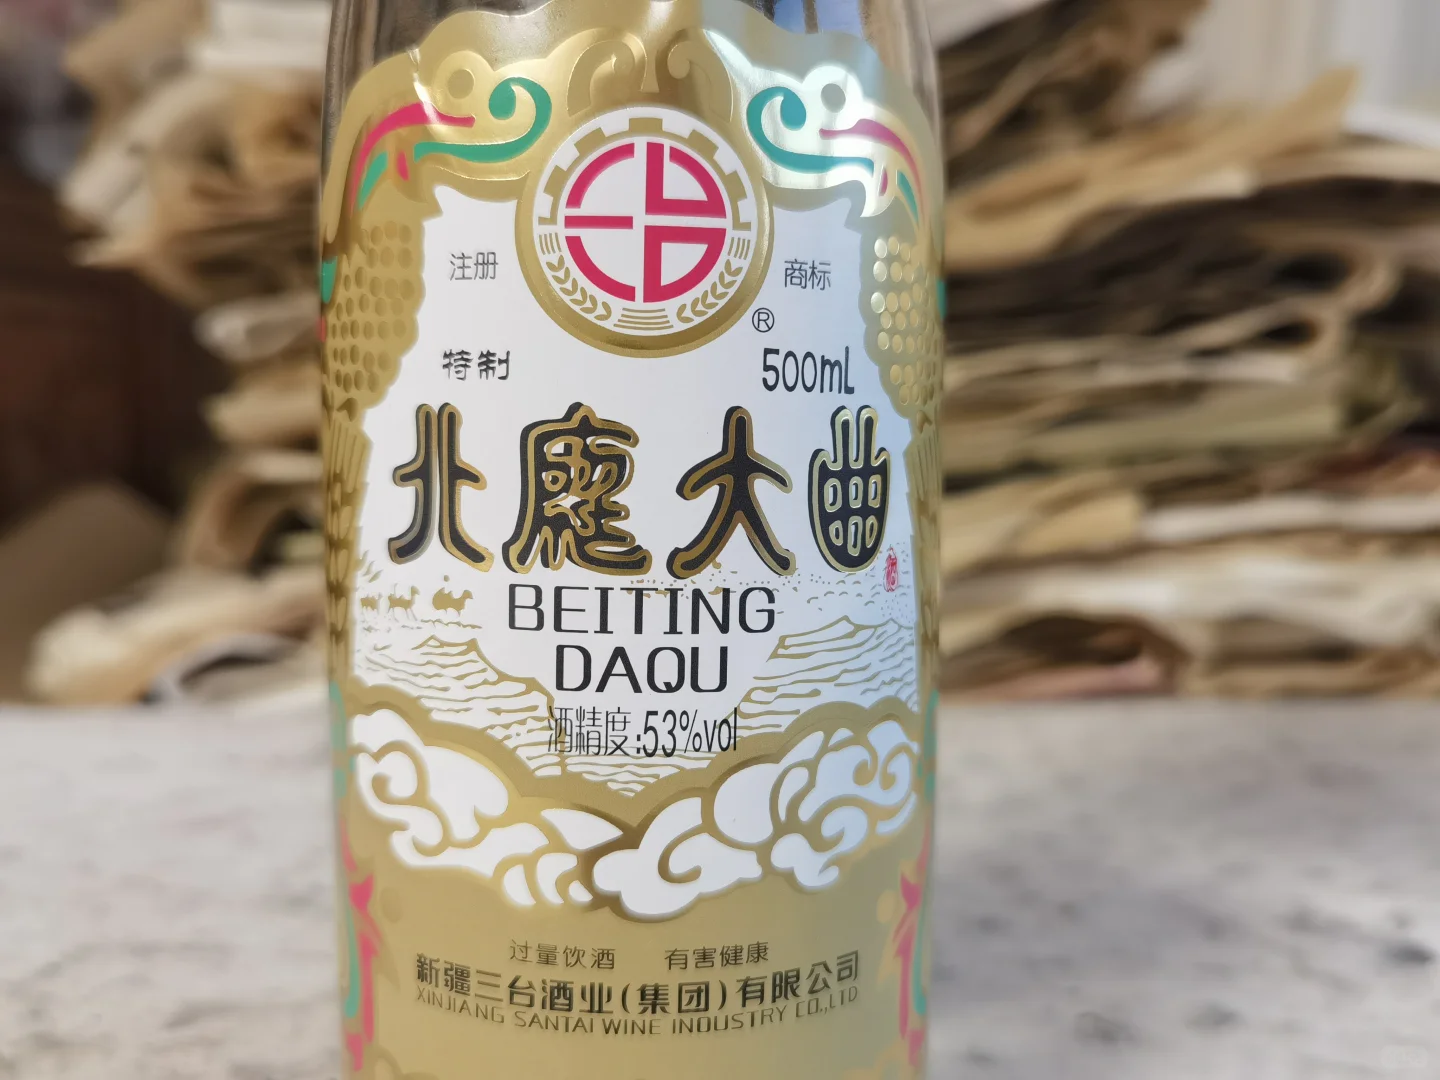 注册 商标
®
特制 500mL
北廰大曲
BEITING
DAQU
酒精度:53%vol
过量饮酒 有害健康
新疆三台酒业(集团)有限公司
XINJIANG SANTAI WINE INDUSTRY CO.,LTD